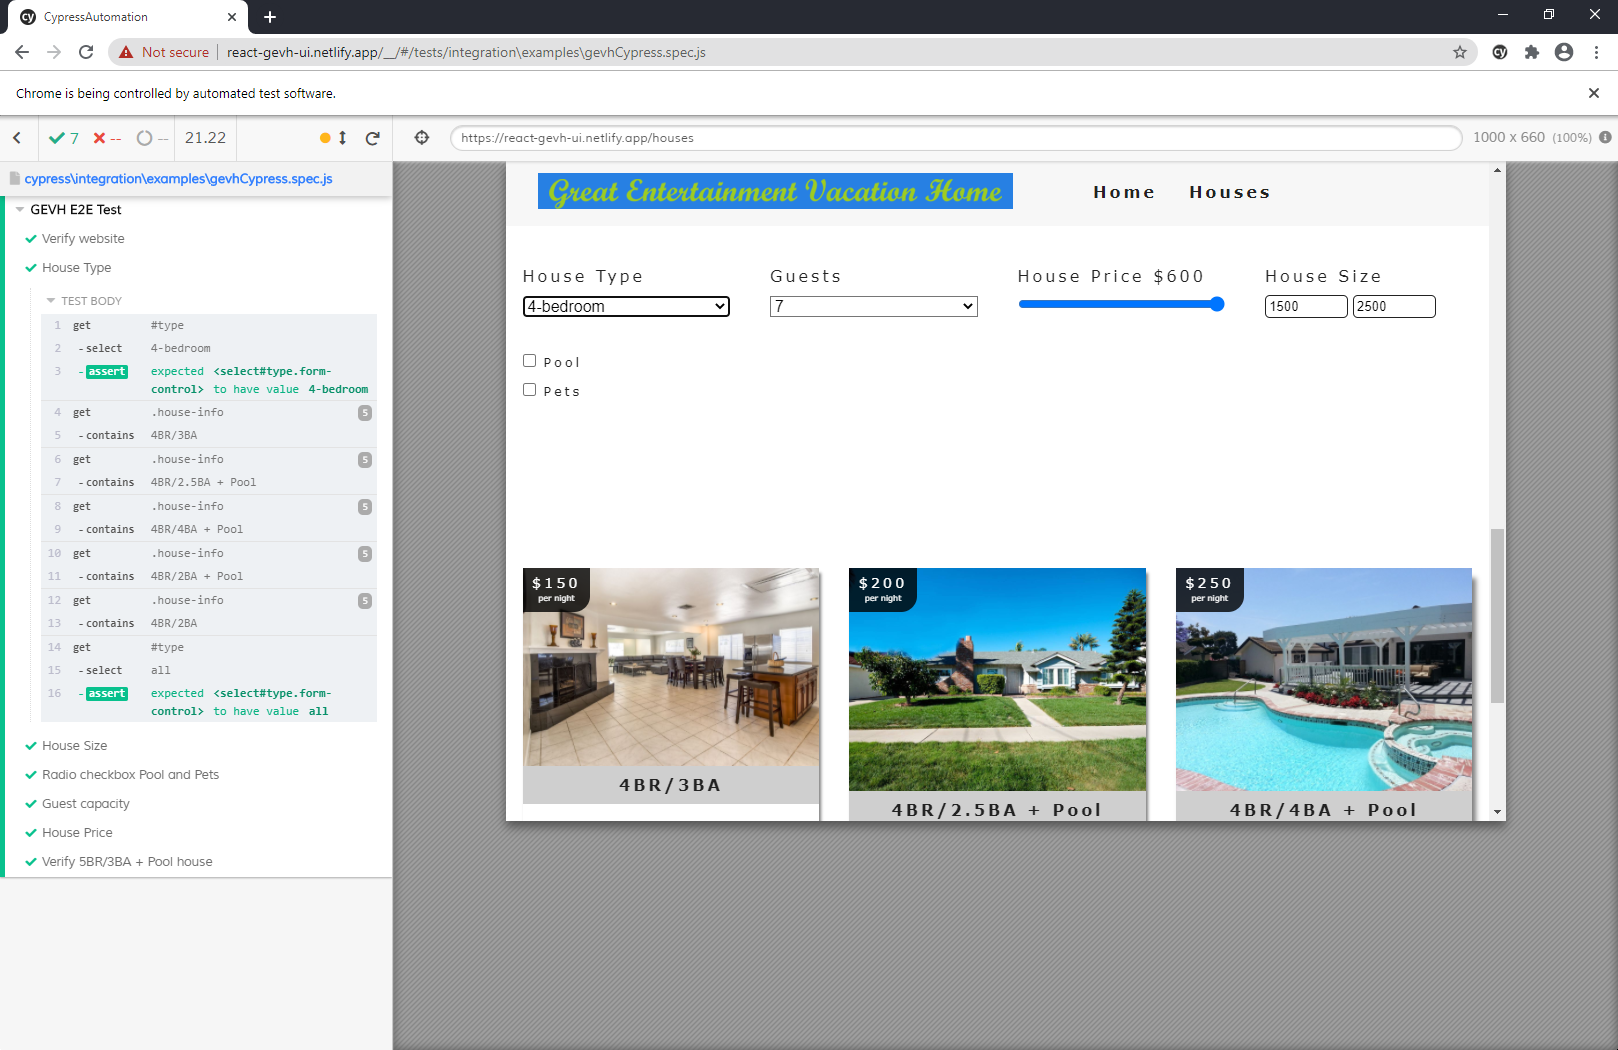 CypressAutomation
Not secure
react-gevh-ui.netlify.app/__/#/tests/integration\examples\gevhCypress.spec.js
Chrome is being controlled by automated test software.
7 -- -- 21.22
https://react-gevh-ui.netlify.app/houses
1000 x 660 (100%)
cypress\integration\examples\gevhCypress.spec.js
GEVH E2E Test
Verify website
House Type
TEST BODY
1 get #type
2 -select 4-bedroom
3 -assert expected <select#type.form-
control> to have value 4-bedroom
4 get .house-info 5
5 -contains 4BR/3BA
6 get .house-info 5
7 -contains 4BR/2.5BA + Pool
8 get .house-info 5
9 -contains 4BR/4BA + Pool
10 get .house-info 5
11 -contains 4BR/2BA + Pool
12 get .house-info 5
13 -contains 4BR/2BA
14 get #type
15 -select all
16 -assert expected <select#type.form-
control> to have value all
House Size
Radio checkbox Pool and Pets
Guest capacity
House Price
Verify 5BR/3BA + Pool house
Great Entertainment Vacation Home
Home Houses
House Type Guests House Price $600 House Size
4-bedroom 7 1500 2500
Pool
Pets
$150 $200 $250
per night per night per night
4BR/3BA
4BR/2.5BA + Pool 4BR/4BA + Pool